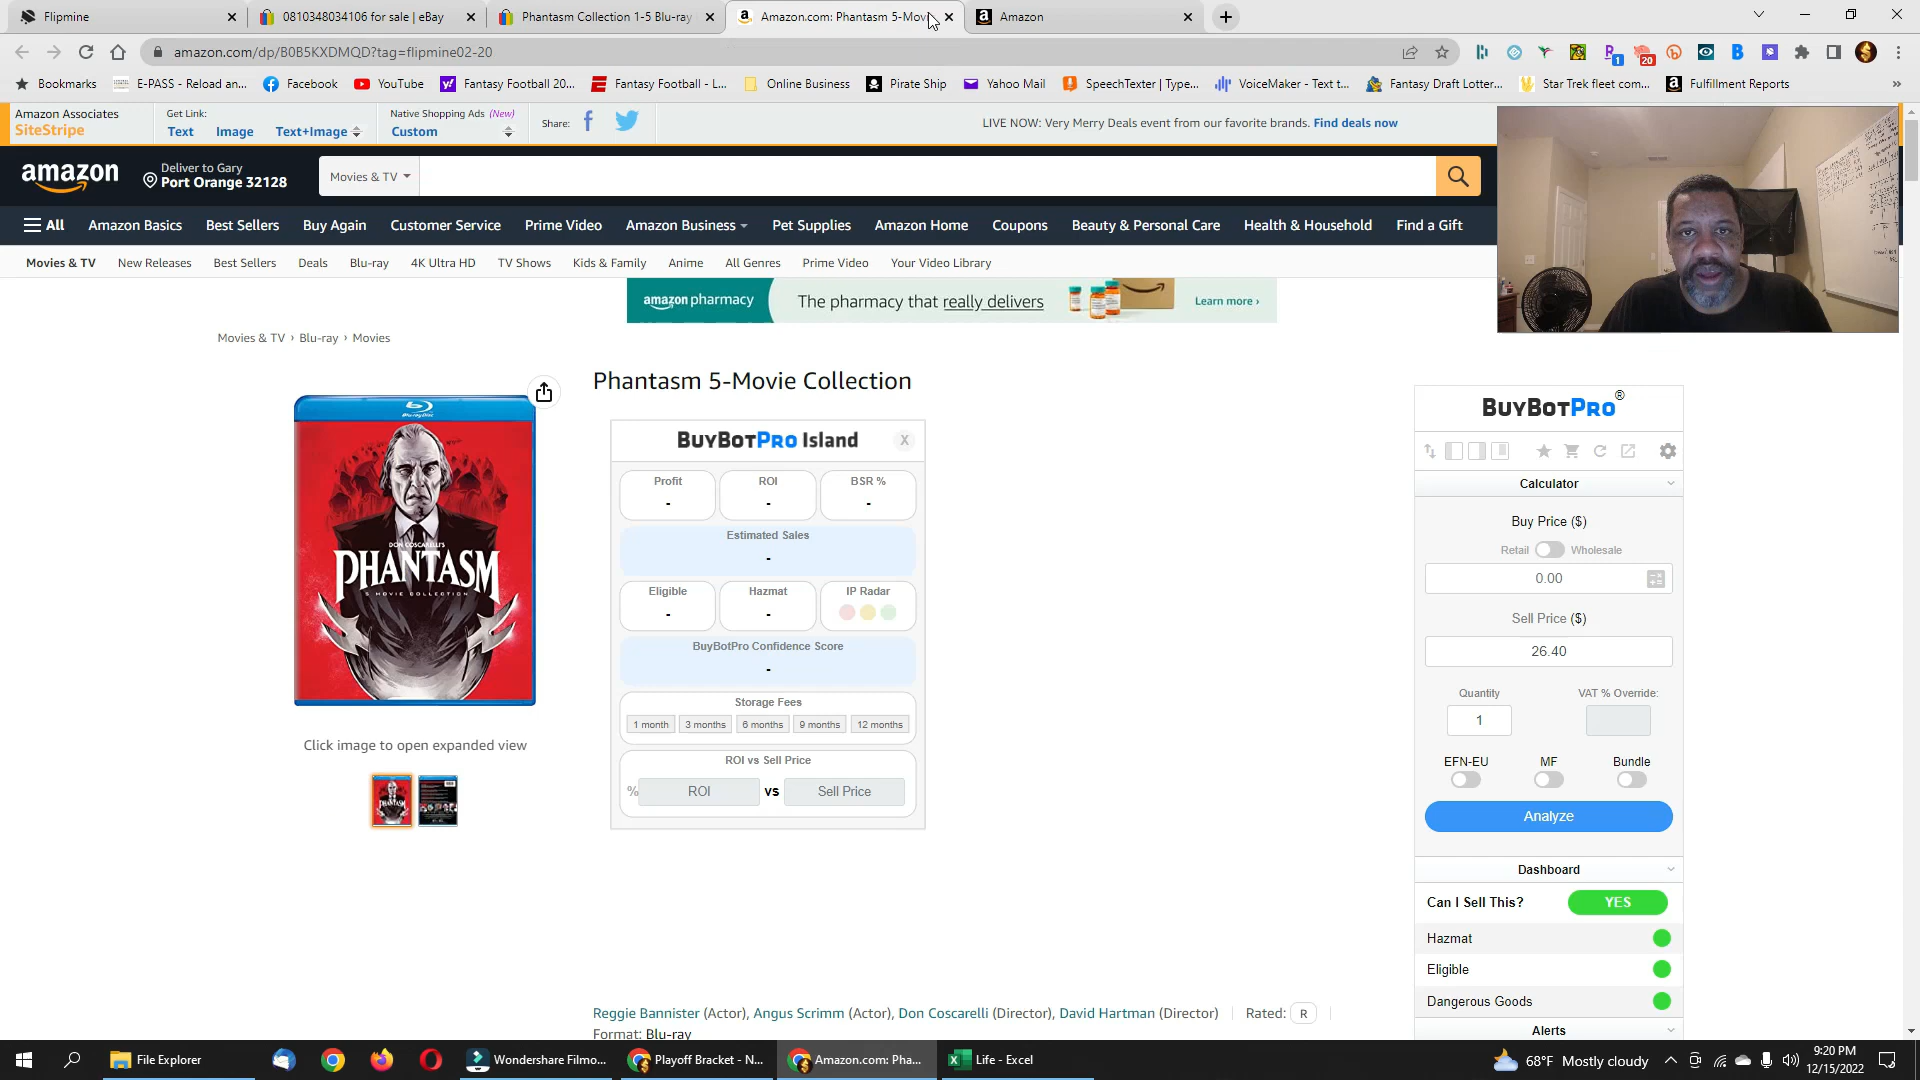 Flipmine
0810348034106 for sale | eBay
Phantasm Collection 1-5 Blu-ray
Amazon.com: Phantasm 5-Movi
Amazon
amazon.com/dp/B0B5KXDMQD?tag=flipmine02-20
1
20
Bookmarks
E-PASS - Reload an...
Facebook
YouTube
Fantasy Football 20...
Fantasy Football - L...
Online Business
Pirate Ship
Yahoo Mail
SpeechTexter | Type...
VoiceMaker - Text t...
Fantasy Draft Lotter...
Star Trek fleet com...
Fulfillment Reports
Amazon Associates
SiteStripe
Get Link:
Text Image Text+Image
Native Shopping Ads (New)
Custom
Share:
LIVE NOW: Very Merry Deals event from our favorite brands. Find deals now
amazon
Deliver to Gary
Port Orange 32128
Movies & TV
All Amazon Basics Best Sellers Buy Again Customer Service Prime Video Amazon Business Pet Supplies Amazon Home Coupons Beauty & Personal Care Health & Household Find a Gift
Movies & TV New Releases Best Sellers Deals Blu-ray 4K Ultra HD TV Shows Kids & Family Anime All Genres Prime Video Your Video Library
amazon pharmacy The pharmacy that really delivers Learn more ›
Movies & TV › Blu-ray › Movies
Phantasm 5-Movie Collection
Blu-ray Disc
DON COSCARELLI'S
PHANTASM
5 MOVIE COLLECTION
Click image to open expanded view
BUYBOTPRO Island X
Profit
-
ROI
-
BSR %
-
Estimated Sales
-
Eligible
-
Hazmat
-
IP Radar
BuyBotPro Confidence Score
-
Storage Fees
1 month 3 months 6 months 9 months 12 months
ROI vs Sell Price
% ROI vs Sell Price
BUYBOTPRO ®
Calculator
Buy Price ($)
Retail Wholesale
0.00
Sell Price ($)
26.40
Quantity VAT % Override:
1
EFN-EU MF Bundle
Analyze
Dashboard
Can I Sell This? YES
Hazmat
Eligible
Dangerous Goods
Alerts
Reggie Bannister (Actor), Angus Scrimm (Actor), Don Coscarelli (Director), David Hartman (Director) Rated: R
Format: Blu-ray
File Explorer
Wondershare Filmo...
Playoff Bracket - N...
Amazon.com: Pha...
Life - Excel
68°F Mostly cloudy
9:20 PM
12/15/2022